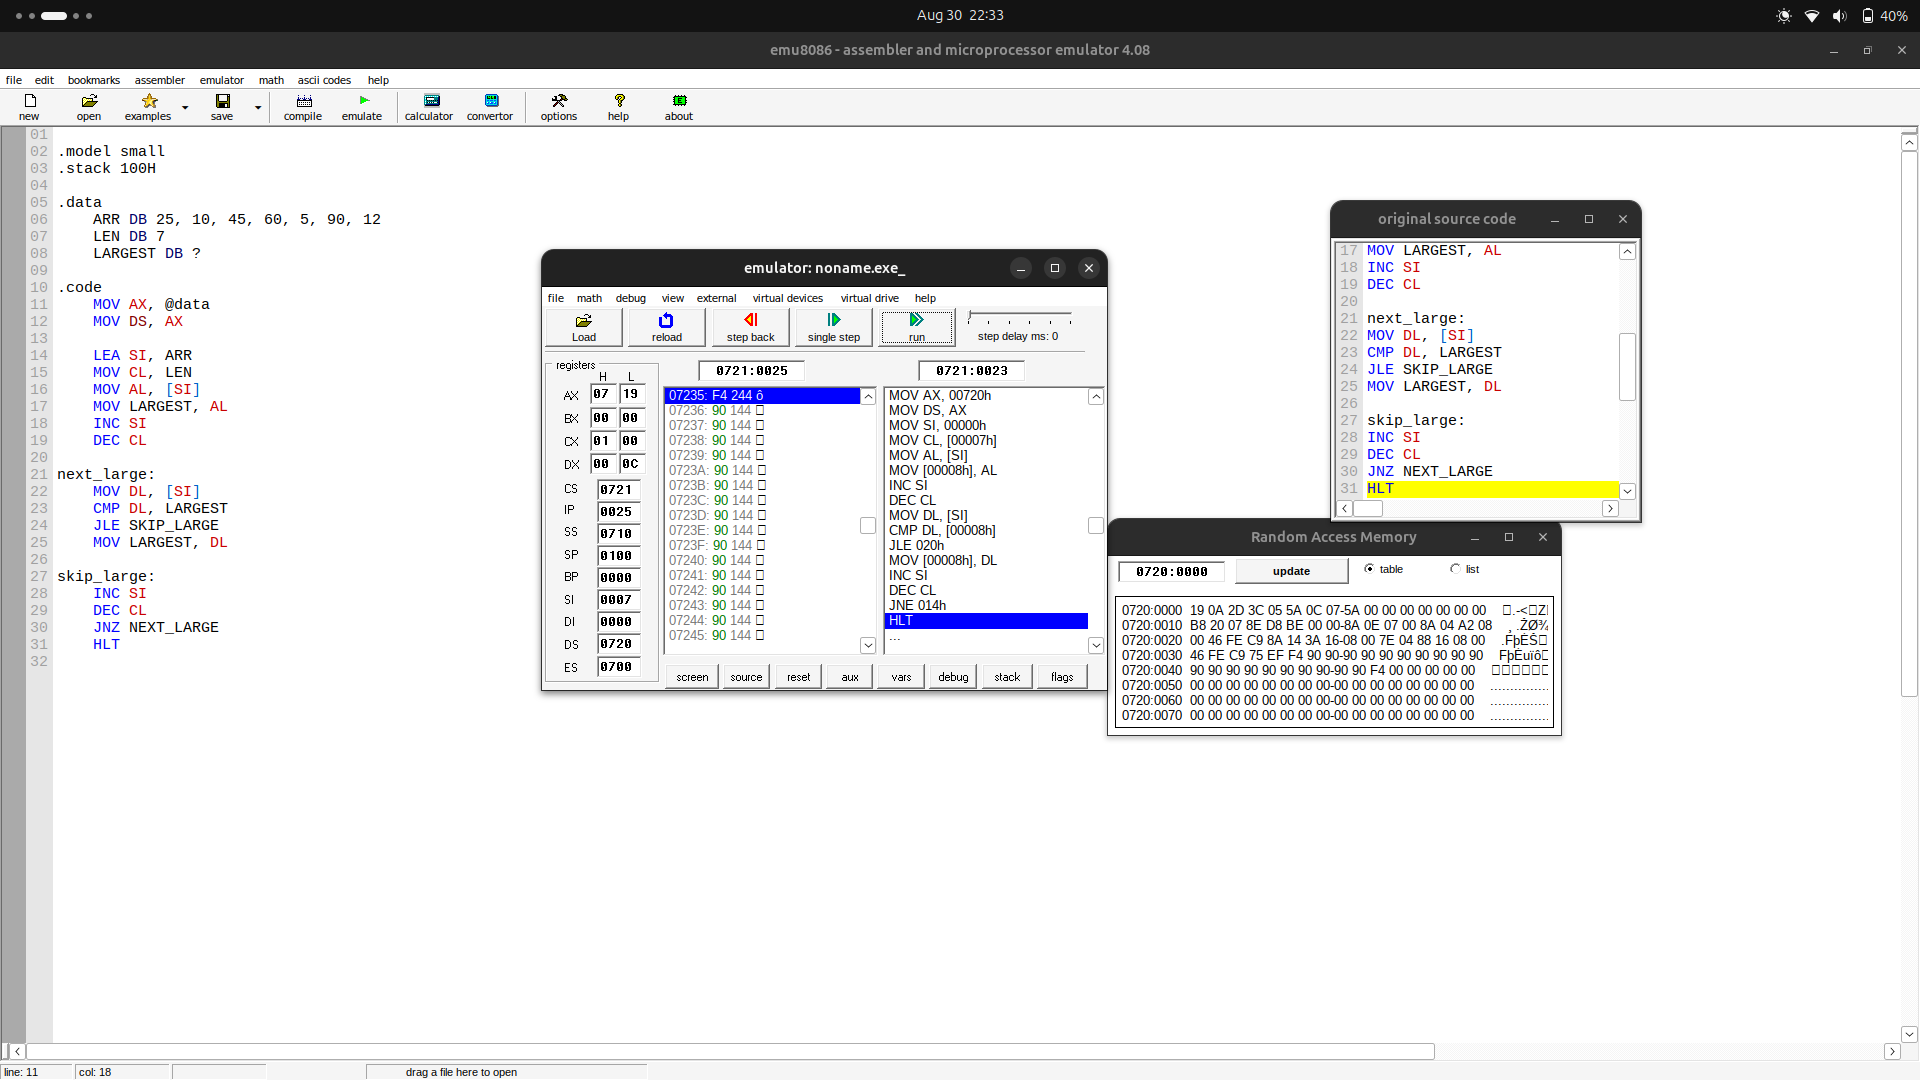 Aug 30 22:33
40%
emu8086 - assembler and microprocessor emulator 4.08
file edit bookmarks assembler emulator math ascii codes help
new open examples save compile emulate calculator convertor options help about
01
02 .model small
03 .stack 100H
04
05 .data
06 ARR DB 25, 10, 45, 60, 5, 90, 12
07 LEN DB 7
08 LARGEST DB ?
09
10 .code
11 MOV AX, @data
12 MOV DS, AX
13
14 LEA SI, ARR
15 MOV CL, LEN
16 MOV AL, [SI]
17 MOV LARGEST, AL
18 INC SI
19 DEC CL
20
21 next_large:
22 MOV DL, [SI]
23 CMP DL, LARGEST
24 JLE SKIP_LARGE
25 MOV LARGEST, DL
26
27 skip_large:
28 INC SI
29 DEC CL
30 JNZ NEXT_LARGE
31 HLT
32
emulator: noname.exe_
file math debug view external virtual devices virtual drive help
Load reload step back single step run step delay ms: 0
registers
H L
AX 07 19
BX 00 00
CX 01 00
DX 00 0C
CS 0721
IP 0025
SS 0710
SP 0100
BP 0000
SI 0007
DI 0000
DS 0720
ES 0700
0721:0025
07235: F4 244 ô
07236: 90 144
07237: 90 144
07238: 90 144
07239: 90 144
0723A: 90 144
0723B: 90 144
0723C: 90 144
0723D: 90 144
0723E: 90 144
0723F: 90 144
07240: 90 144
07241: 90 144
07242: 90 144
07243: 90 144
07244: 90 144
07245: 90 144
0721:0023
MOV AX, 00720h
MOV DS, AX
MOV SI, 00000h
MOV CL, [00007h]
MOV AL, [SI]
MOV [00008h], AL
INC SI
DEC CL
MOV DL, [SI]
CMP DL, [00008h]
JLE 020h
MOV [00008h], DL
INC SI
DEC CL
JNE 014h
HLT
...
screen source reset aux vars debug stack flags
original source code
17 MOV LARGEST, AL
18 INC SI
19 DEC CL
20
21 next_large:
22 MOV DL, [SI]
23 CMP DL, LARGEST
24 JLE SKIP_LARGE
25 MOV LARGEST, DL
26
27 skip_large:
28 INC SI
29 DEC CL
30 JNZ NEXT_LARGE
31 HLT
Random Access Memory
0720:0000 update table list
0720:0000 19 0A 2D 3C 05 5A 0C 07-5A 00 00 00 00 00 00 00
0720:0010 B8 20 07 8E D8 BE 00 00-8A 0E 07 00 8A 04 A2 08
0720:0020 00 46 FE C9 8A 14 3A 16-08 00 7E 04 88 16 08 00
0720:0030 46 FE C9 75 EF F4 90 90-90 90 90 90 90 90 90 90
0720:0040 90 90 90 90 90 90 90 90-90 90 F4 00 00 00 00 00
0720:0050 00 00 00 00 00 00 00 00-00 00 00 00 00 00 00 00 ................
0720:0060 00 00 00 00 00 00 00 00-00 00 00 00 00 00 00 00 ................
0720:0070 00 00 00 00 00 00 00 00-00 00 00 00 00 00 00 00 ................
line: 11 col: 18 drag a file here to open